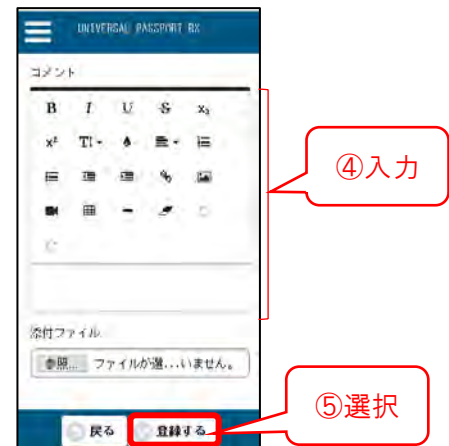 UNIVERSAL PASSPORT RX
コメント
B I U S x₂
x² TI
④入力
添付ファイル
参照... ファイルが選...いません。
戻る 登録する
⑤選択